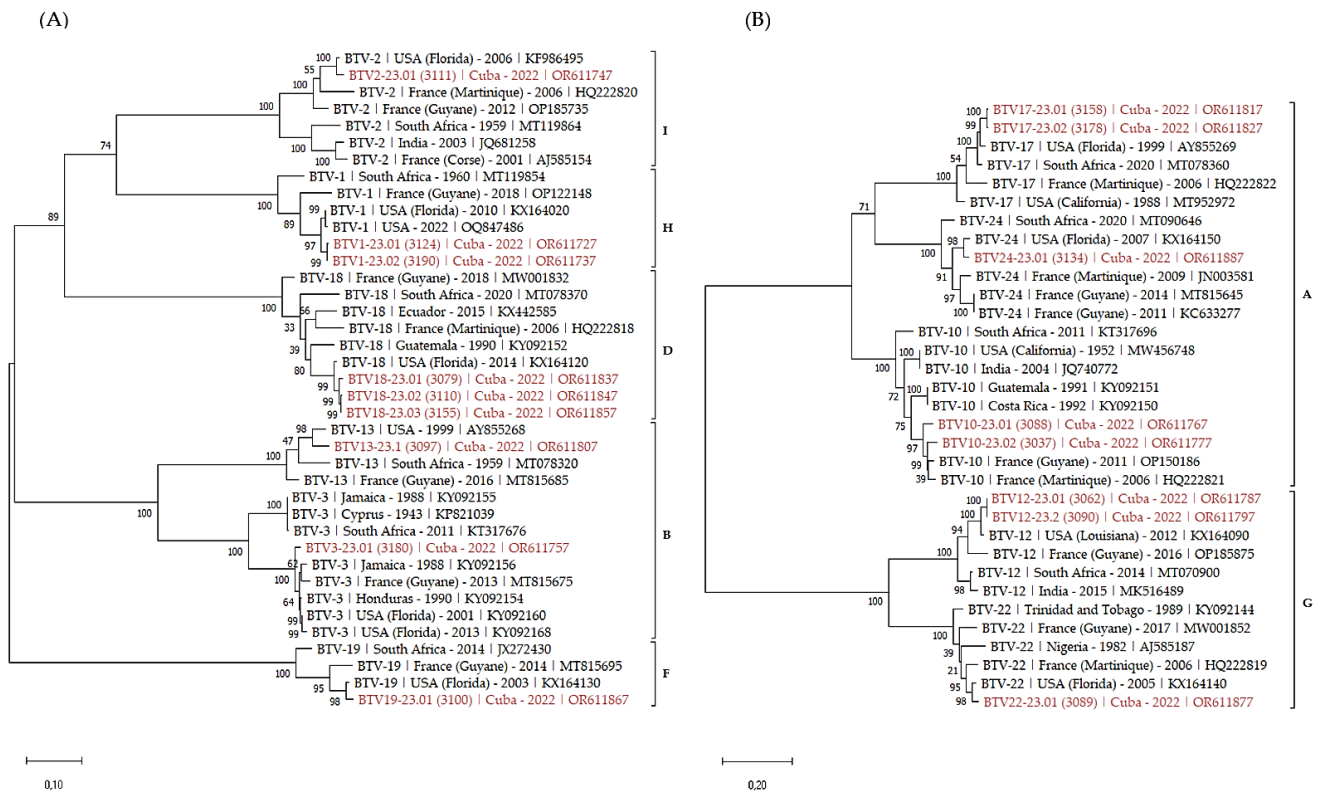 (A)
100 BTV-2 | USA (Florida) - 2006 | KF986495
55 BTV2-23.01 (3111) | Cuba - 2022 | OR611747
100 BTV-2 | France (Martinique) - 2006 | HQ222820
100 BTV-2 | France (Guyane) - 2012 | OP185735
BTV-2 | South Africa - 1959 | MT119864
I
100 BTV-2 | India - 2003 | JQ681258
74
100 BTV-2 | France (Corse) - 2001 | AJ585154
BTV-1 | South Africa - 1960 | MT119854
BTV-1 | France (Guyane) - 2018 | OP122148
100
99 BTV-1 | USA (Florida) - 2010 | KX164020
89
89
BTV-1 | USA - 2022 | OQ847486
H
97 BTV1-23.01 (3124) | Cuba - 2022 | OR611727
99 BTV1-23.02 (3190) | Cuba - 2022 | OR611737
BTV-18 | France (Guyane) - 2018 | MW001832
BTV-18 | South Africa - 2020 | MT078370
100
56 BTV-18 | Ecuador - 2015 | KX442585
33 BTV-18 | France (Martinique) - 2006 | HQ222818
39 BTV-18 | Guatemala - 1990 | KY092152
D
80 BTV-18 | USA (Florida) - 2014 | KX164120
99 BTV18-23.01 (3079) | Cuba - 2022 | OR611837
99 BTV18-23.02 (3110) | Cuba - 2022 | OR611847
99 BTV18-23.03 (3155) | Cuba - 2022 | OR611857
98 BTV-13 | USA - 1999 | AY855268
47 BTV13-23.1 (3097) | Cuba - 2022 | OR611807
100 BTV-13 | South Africa - 1959 | MT078320
BTV-13 | France (Guyane) - 2016 | MT815685
BTV-3 | Jamaica - 1988 | KY092155
100 BTV-3 | Cyprus - 1943 | KP821039
100
BTV-3 | South Africa - 2011 | KT317676
B
100 BTV3-23.01 (3180) | Cuba - 2022 | OR611757
62 BTV-3 | Jamaica - 1988 | KY092156
100 BTV-3 | France (Guyane) - 2013 | MT815675
64 BTV-3 | Honduras - 1990 | KY092154
99 BTV-3 | USA (Florida) - 2001 | KY092160
99 BTV-3 | USA (Florida) - 2013 | KY092168
BTV-19 | South Africa - 2014 | JX272430
100 BTV-19 | France (Guyane) - 2014 | MT815695
F
95 BTV-19 | USA (Florida) - 2003 | KX164130
98 BTV19-23.01 (3100) | Cuba - 2022 | OR611867
0,10
(B)
100 BTV17-23.01 (3158) | Cuba - 2022 | OR611817
99 BTV17-23.02 (3178) | Cuba - 2022 | OR611827
100 BTV-17 | USA (Florida) - 1999 | AY855269
54 BTV-17 | South Africa - 2020 | MT078360
100 BTV-17 | France (Martinique) - 2006 | HQ222822
BTV-17 | USA (California) - 1988 | MT952972
71
BTV-24 | South Africa - 2020 | MT090646
98 BTV-24 | USA (Florida) - 2007 | KX164150
100 BTV24-23.01 (3134) | Cuba - 2022 | OR611887
91 BTV-24 | France (Martinique) - 2009 | JN003581
97 BTV-24 | France (Guyane) - 2014 | MT815645
A
100 BTV-24 | France (Guyane) - 2011 | KC633277
BTV-10 | South Africa - 2011 | KT317696
100 BTV-10 | USA (California) - 1952 | MW456748
100
BTV-10 | India - 2004 | JQ740772
100 BTV-10 | Guatemala - 1991 | KY092151
72
BTV-10 | Costa Rica - 1992 | KY092150
75 BTV10-23.01 (3088) | Cuba - 2022 | OR611767
97 BTV10-23.02 (3037) | Cuba - 2022 | OR611777
99 BTV-10 | France (Guyane) - 2011 | OP150186
39 BTV-10 | France (Martinique) - 2006 | HQ222821
100 BTV12-23.01 (3062) | Cuba - 2022 | OR611787
100 BTV12-23.2 (3090) | Cuba - 2022 | OR611797
94 BTV-12 | USA (Louisiana) - 2012 | KX164090
100 BTV-12 | France (Guyane) - 2016 | OP185875
BTV-12 | South Africa - 2014 | MT070900
98 BTV-12 | India - 2015 | MK516489
100
G
BTV-22 | Trinidad and Tobago - 1989 | KY092144
100 BTV-22 | France (Guyane) - 2017 | MW001852
39 BTV-22 | Nigeria - 1982 | AJ585187
21 BTV-22 | France (Martinique) - 2006 | HQ222819
95 BTV-22 | USA (Florida) - 2005 | KX164140
98 BTV22-23.01 (3089) | Cuba - 2022 | OR611877
0,20